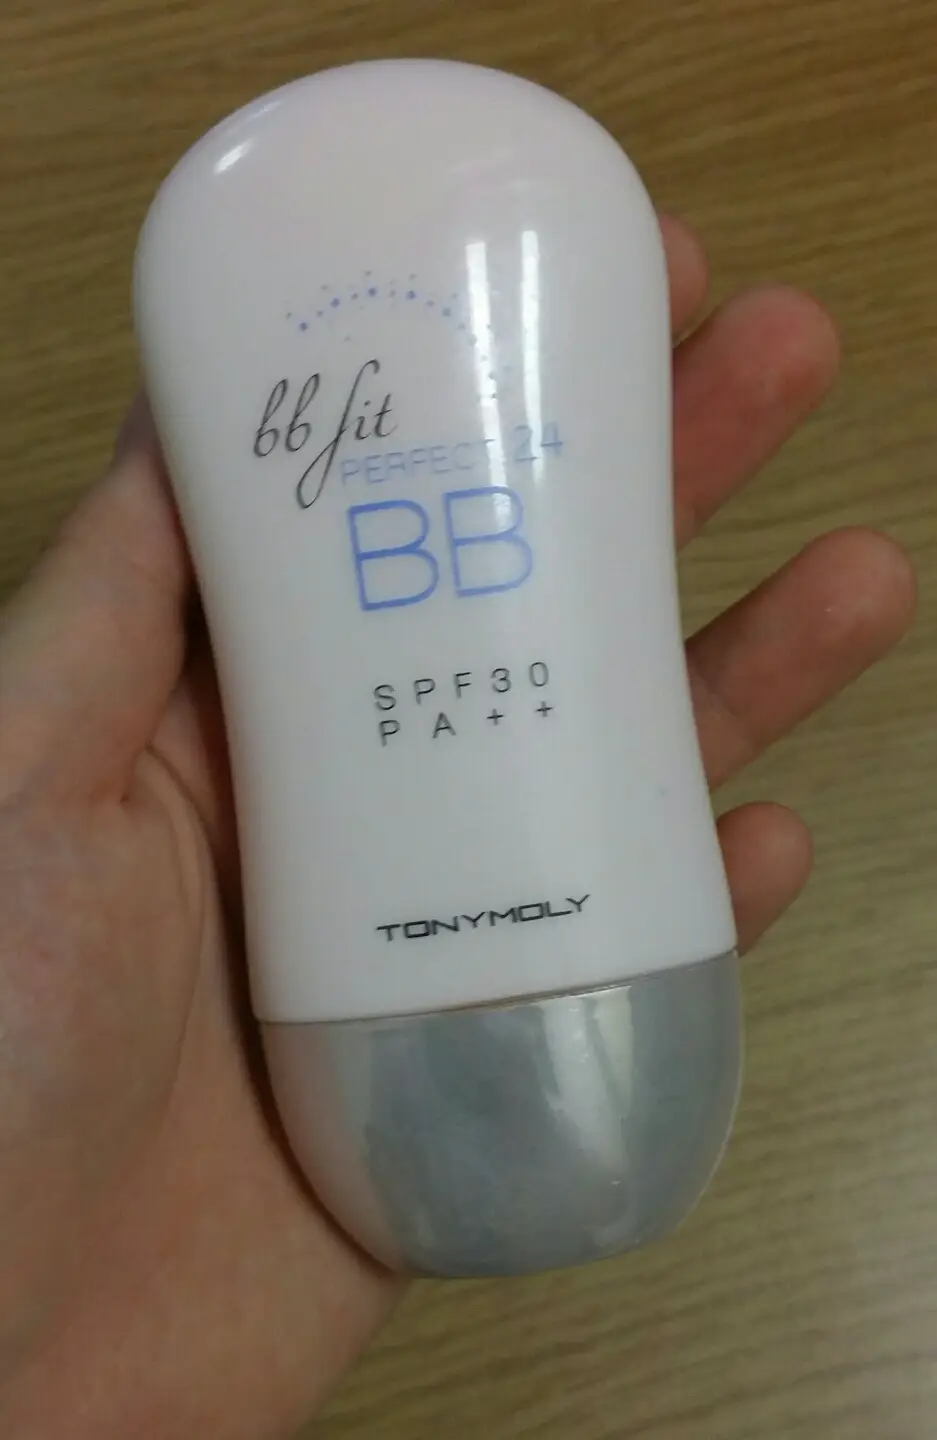 bb fit
PERFECT 24
BB
SPF30
PA++
TONYMOLY